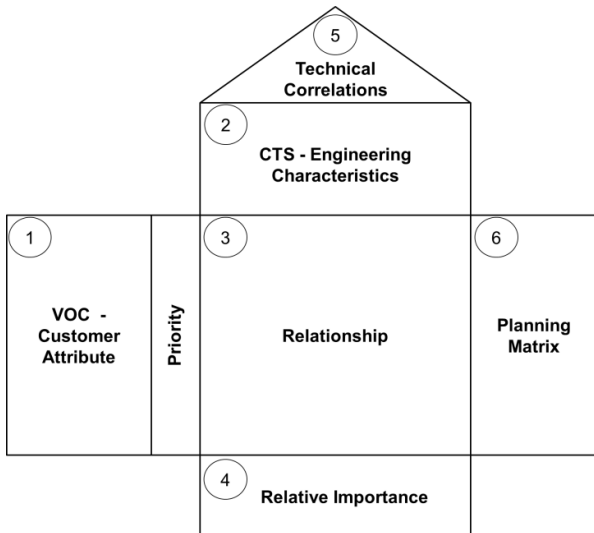 5
Technical
Correlations
2
CTS - Engineering
Characteristics
1
VOC -
Customer
Attribute
Priority
3
Relationship
6
Planning
Matrix
4
Relative Importance